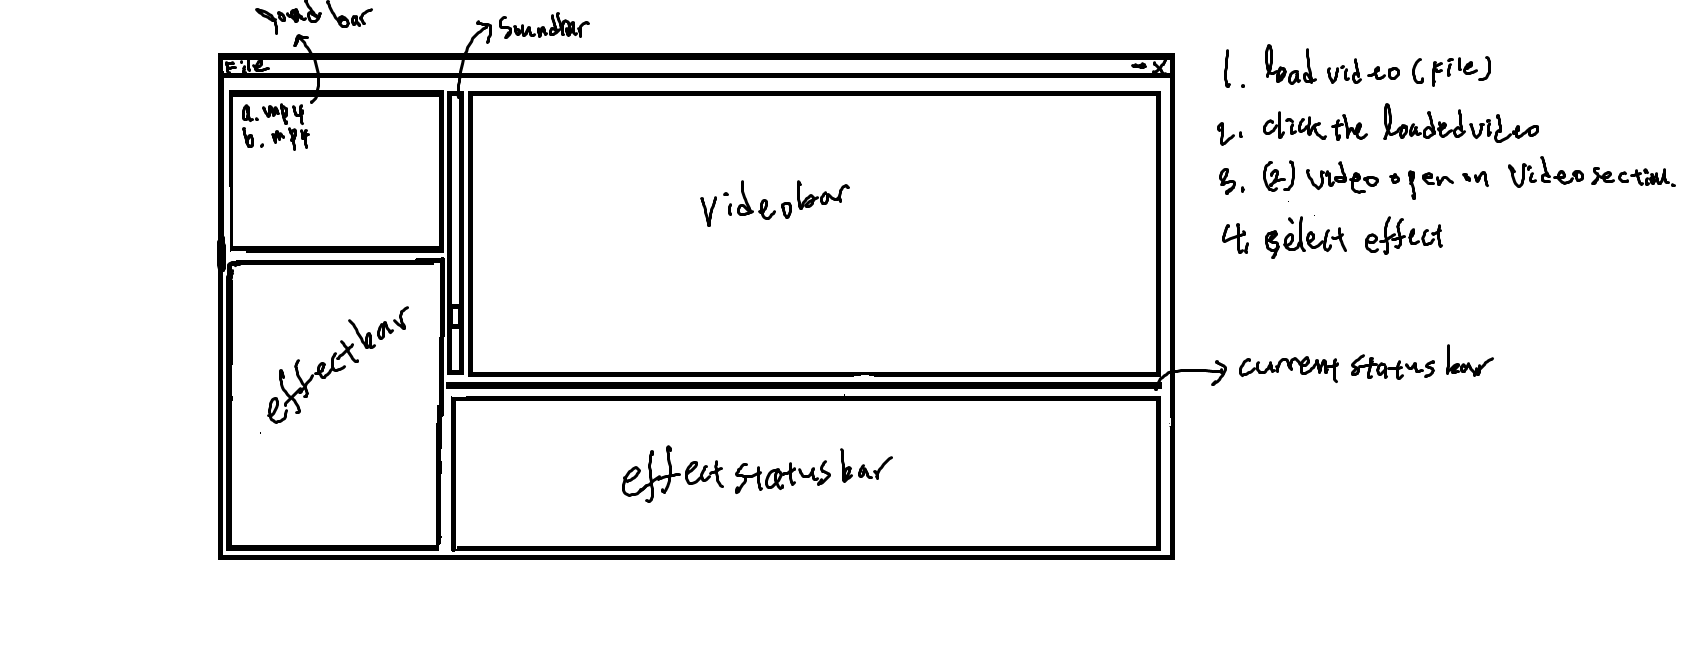 load bar
soundbar
File
- X
a. mp4
b. mp4
videobar
effectbar
effect status bar
current status bar
1. load video (File)
2. click the loaded video
3. (2) video open on Video section.
4. select effect